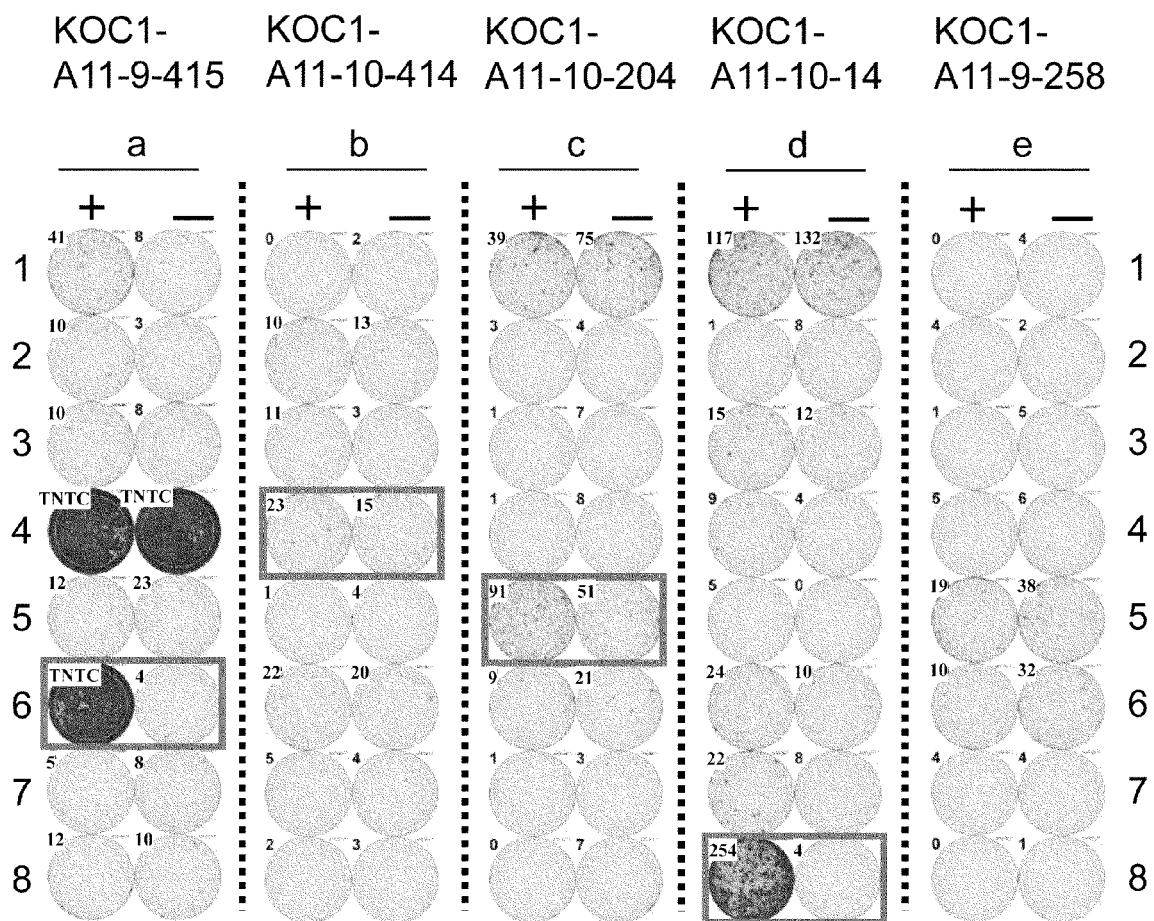 KOC1- KOC1- KOC1- KOC1- KOC1-
A11-9-415 A11-10-414 A11-10-204 A11-10-14 A11-9-258
a b c d e
+ — + — + — + — + —
1 41 8 0 2 39 75 117 132 0 4 1
2 10 3 10 13 3 4 1 8 4 2 2
3 10 8 11 3 1 7 15 12 1 5 3
4 TNTC TNTC 23 15 1 8 9 4 5 6 4
5 12 23 1 4 91 51 5 0 19 38 5
6 TNTC 4 22 20 9 21 24 10 10 32 6
7 5 8 5 4 1 3 22 8 4 4 7
8 12 10 2 3 0 7 254 4 0 1 8